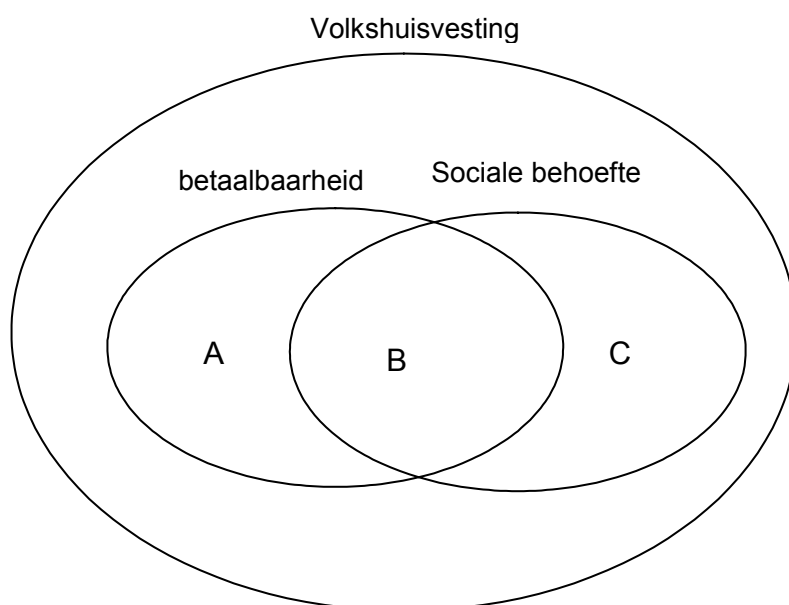 Volkshuisvesting
betaalbaarheid
Sociale behoefte
A
B
C